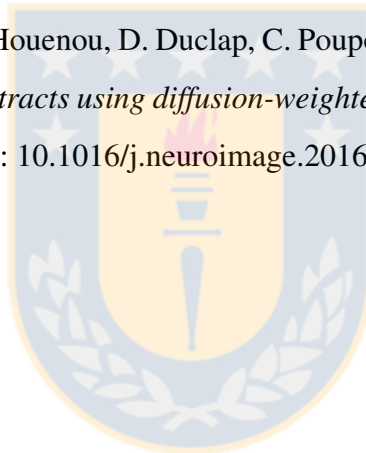 Houenou, D. Duclap, C. Poupo
tracts using diffusion-weighte
: 10.1016/j.neuroimage.2016